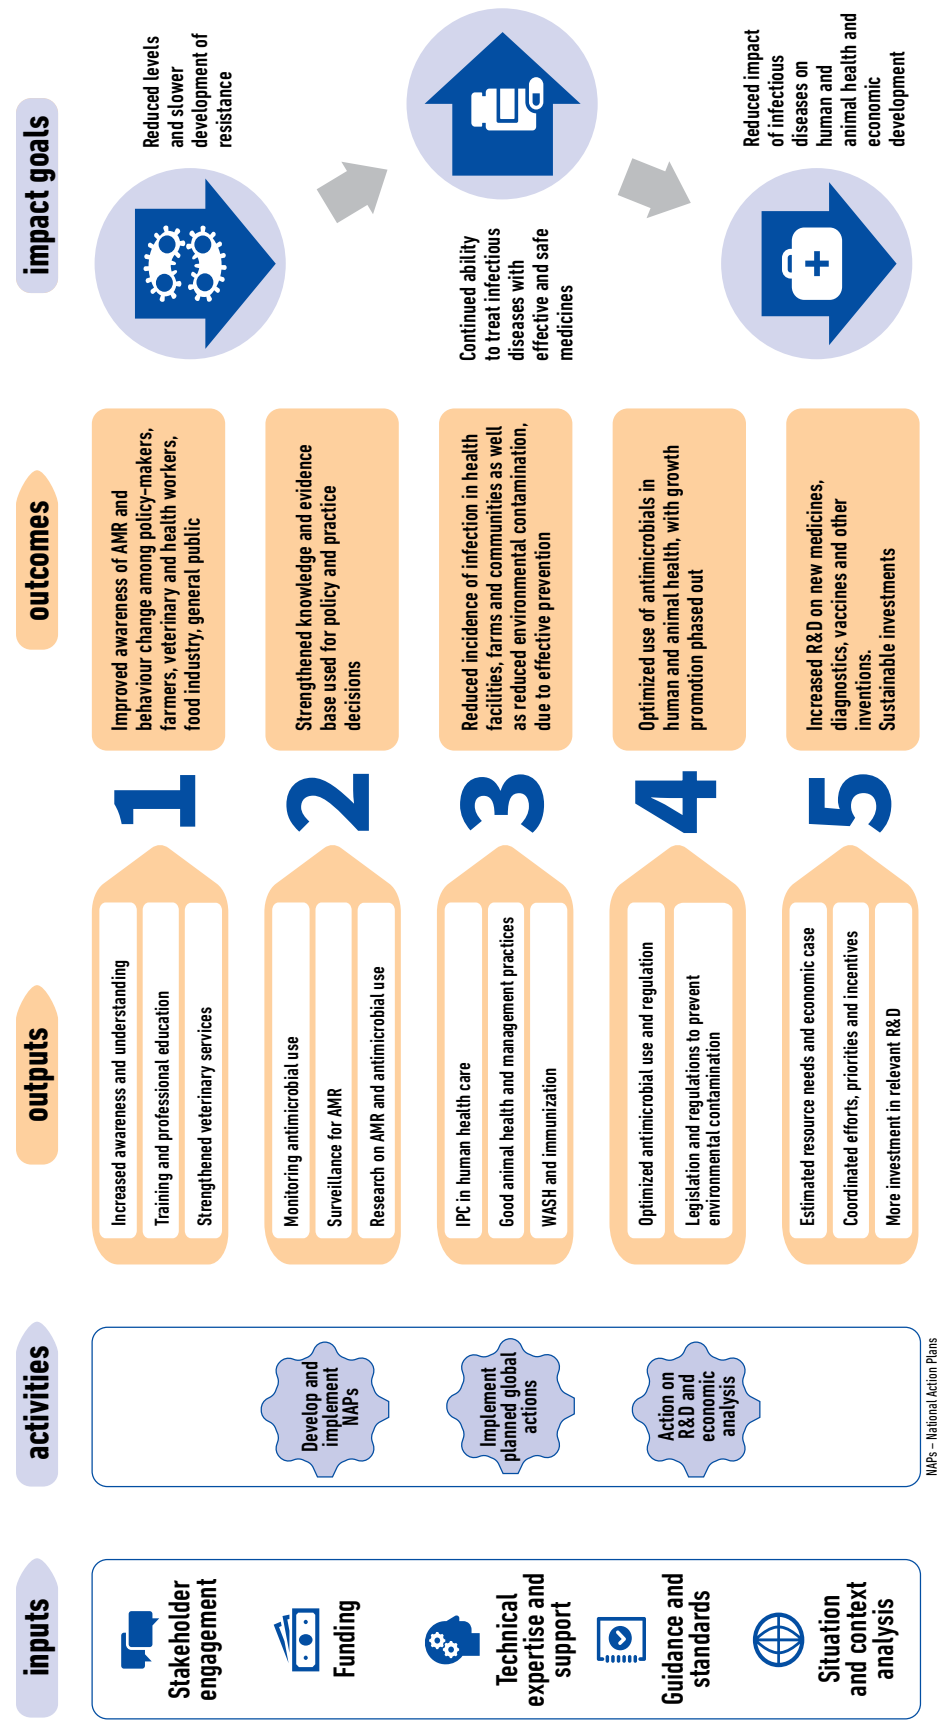 inputs
Stakeholder
engagement
Funding
Technical
expertise and
support
Guidance and
standards
Situation
and context
analysis
activities
Develop and
implement
NAPs
Implement
planned global
actions
Action on
R&D and
economic
analysis
NAPs – National Action Plans
outputs
Increased awareness and understanding
Training and professional education
Strengthened veterinary services
Monitoring antimicrobial use
Surveillance for AMR
Research on AMR and antimicrobial use
IPC in human health care
Good animal health and management practices
WASH and immunization
Optimized antimicrobial use and regulation
Legislation and regulations to prevent
environmental contamination
Estimated resource needs and economic case
Coordinated efforts, priorities and incentives
More investment in relevant R&D
outcomes
1
Improved awareness of AMR and
behaviour change among policy-makers,
farmers, veterinary and health workers,
food industry, general public
2
Strengthened knowledge and evidence
base used for policy and practice
decisions
3
Reduced incidence of infection in health
facilities, farms and communities as well
as reduced environmental contamination,
due to effective prevention
4
Optimized use of antimicrobials in
human and animal health, with growth
promotion phased out
5
Increased R&D on new medicines,
diagnostics, vaccines and other
inventions.
Sustainable investments
impact goals
Reduced levels
and slower
development of
resistance
Continued ability
to treat infectious
diseases with
effective and safe
medicines
Reduced impact
of infectious
diseases on
human and
animal health and
economic
development